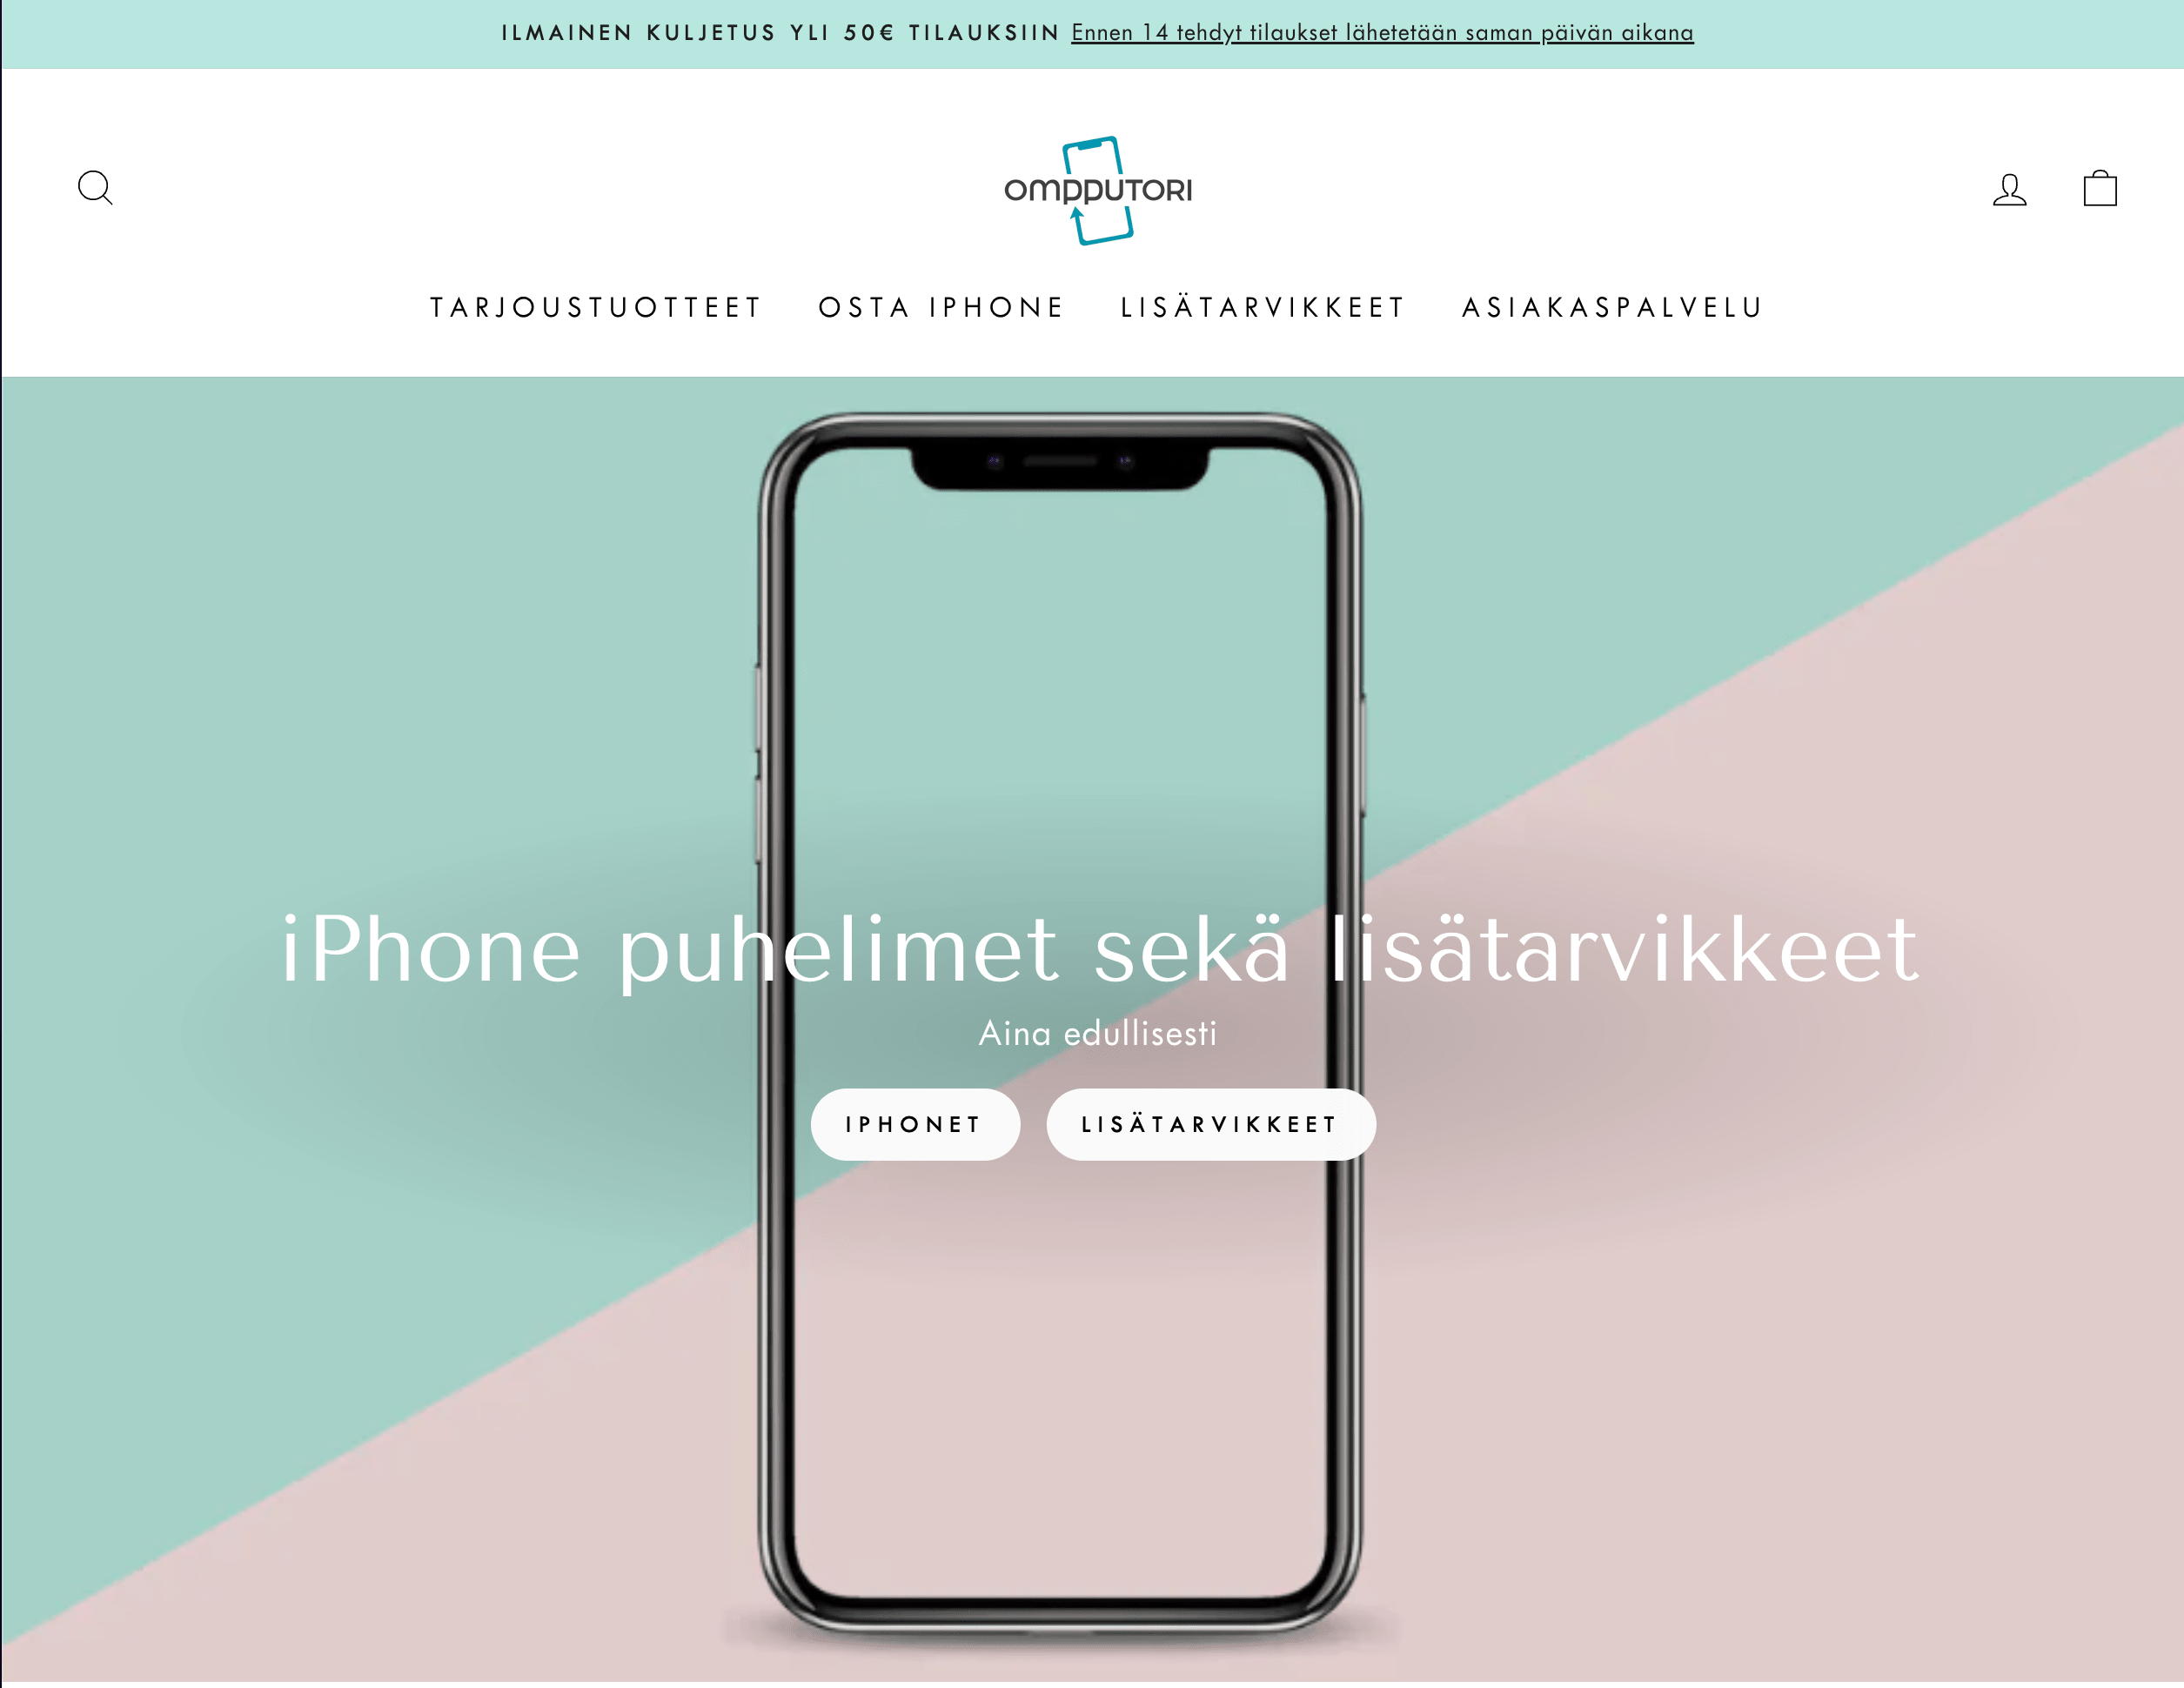 ILMAINEN KULJETUS YLI 50€ TILAUKSIIN Ennen 14 tehdyt tilaukset lähetetään saman päivän aikana
OMPPUTORI
TARJOUSTUOTTEET OSTA IPHONE LISÄTARVIKKEET ASIAKASPALVELU
iPhone puhelimet sekä lisätarvikkeet
Aina edullisesti
IPHONET LISÄTARVIKKEET